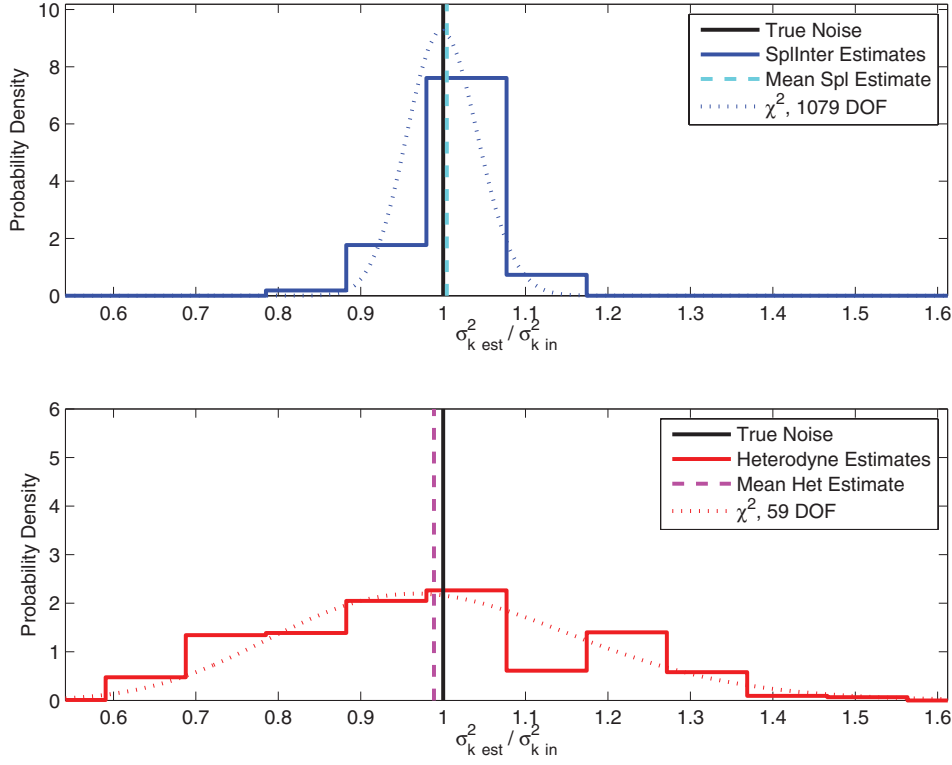 10
8
6
4
2
0
Probability Density
True Noise
SplInter Estimates
Mean Spl Estimate
χ², 1079 DOF
0.6 0.7 0.8 0.9 1 1.1 1.2 1.3 1.4 1.5 1.6
σ²k est / σ²k in
6
5
4
3
2
1
0
Probability Density
True Noise
Heterodyne Estimates
Mean Het Estimate
χ², 59 DOF
0.6 0.7 0.8 0.9 1 1.1 1.2 1.3 1.4 1.5 1.6
σ²k est / σ²k in